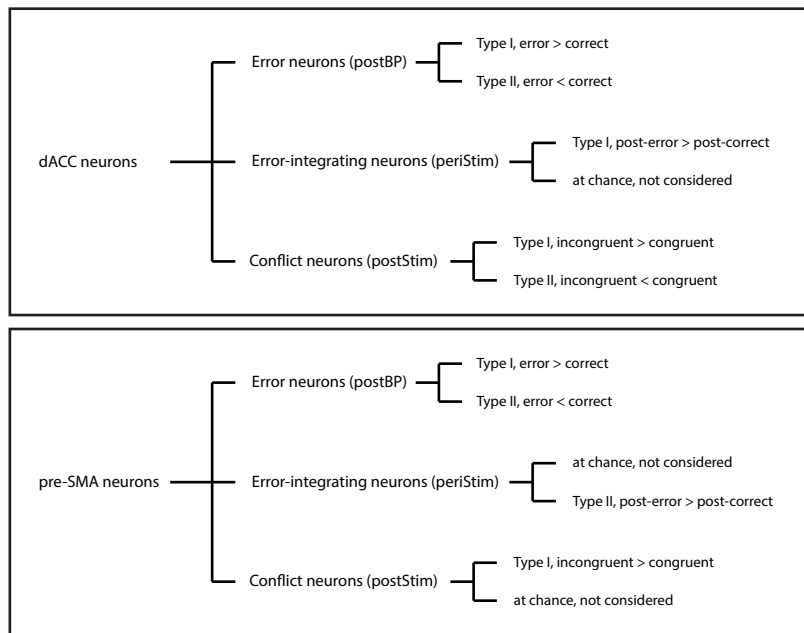 Type I, error > correct
Error neurons (postBP)
Type II, error < correct
Type I, post-error > post-correct
dACC neurons
Error-integrating neurons (periStim)
at chance, not considered
Type I, incongruent > congruent
Conflict neurons (postStim)
Type II, incongruent < congruent
Type I, error > correct
Error neurons (postBP)
Type II, error < correct
at chance, not considered
pre-SMA neurons
Error-integrating neurons (periStim)
Type II, post-error > post-correct
Type I, incongruent > congruent
Conflict neurons (postStim)
at chance, not considered